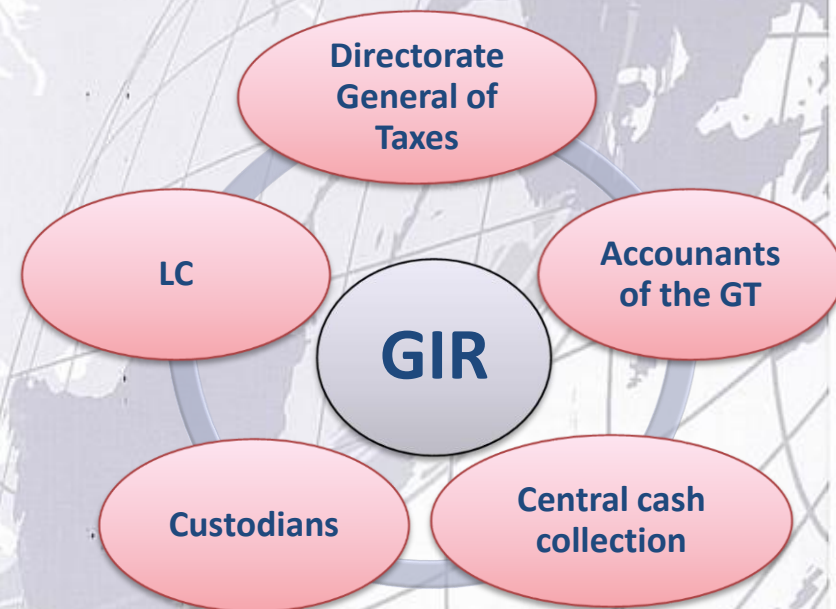 Directorate
General of
Taxes
LC
Accounants
of the GT
GIR
Custodians
Central cash
collection